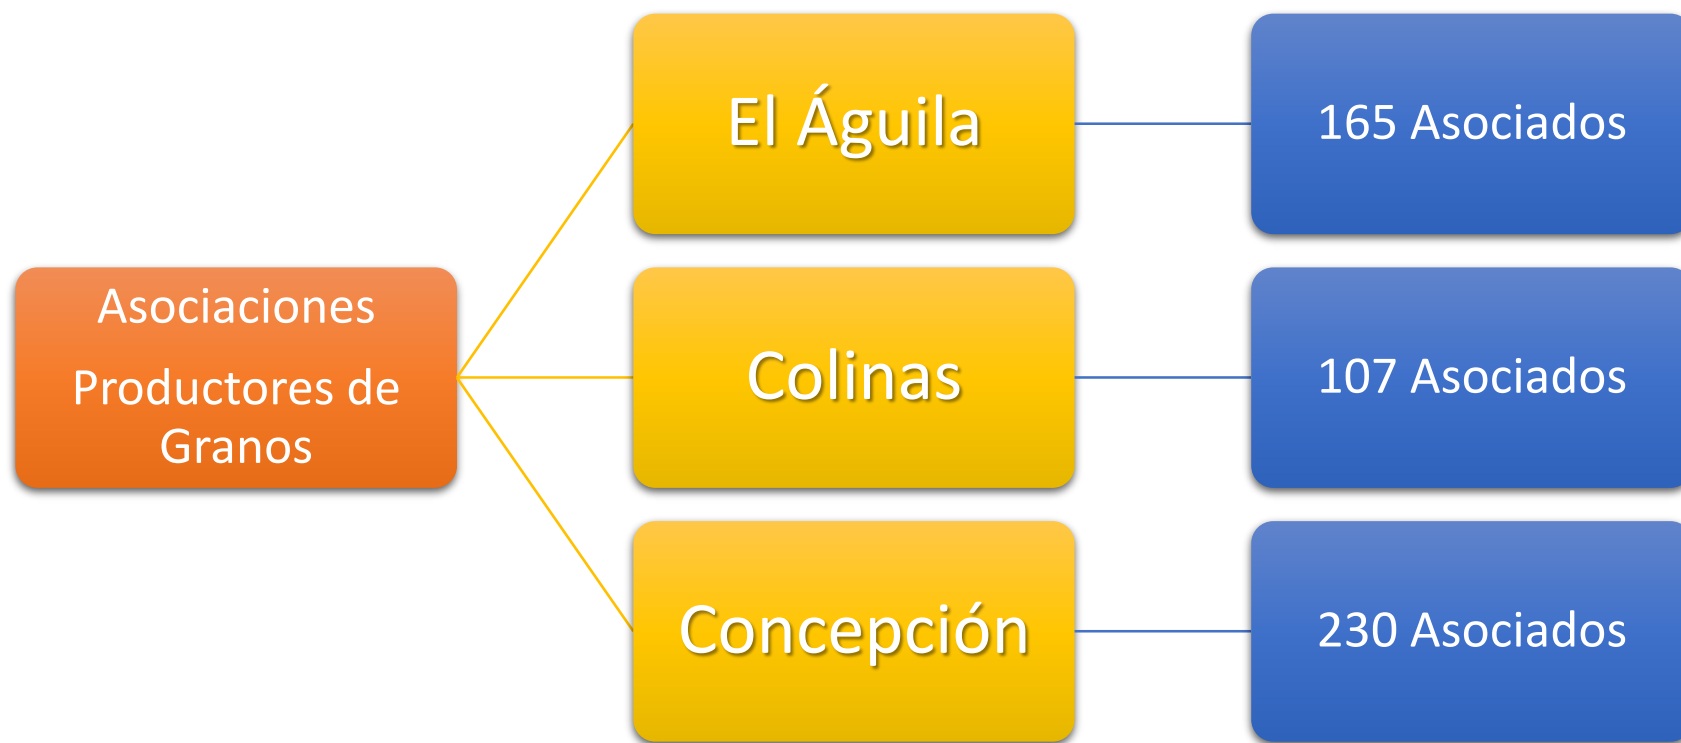 Asociaciones
Productores de
Granos
El Águila
165 Asociados
Colinas
107 Asociados
Concepción
230 Asociados